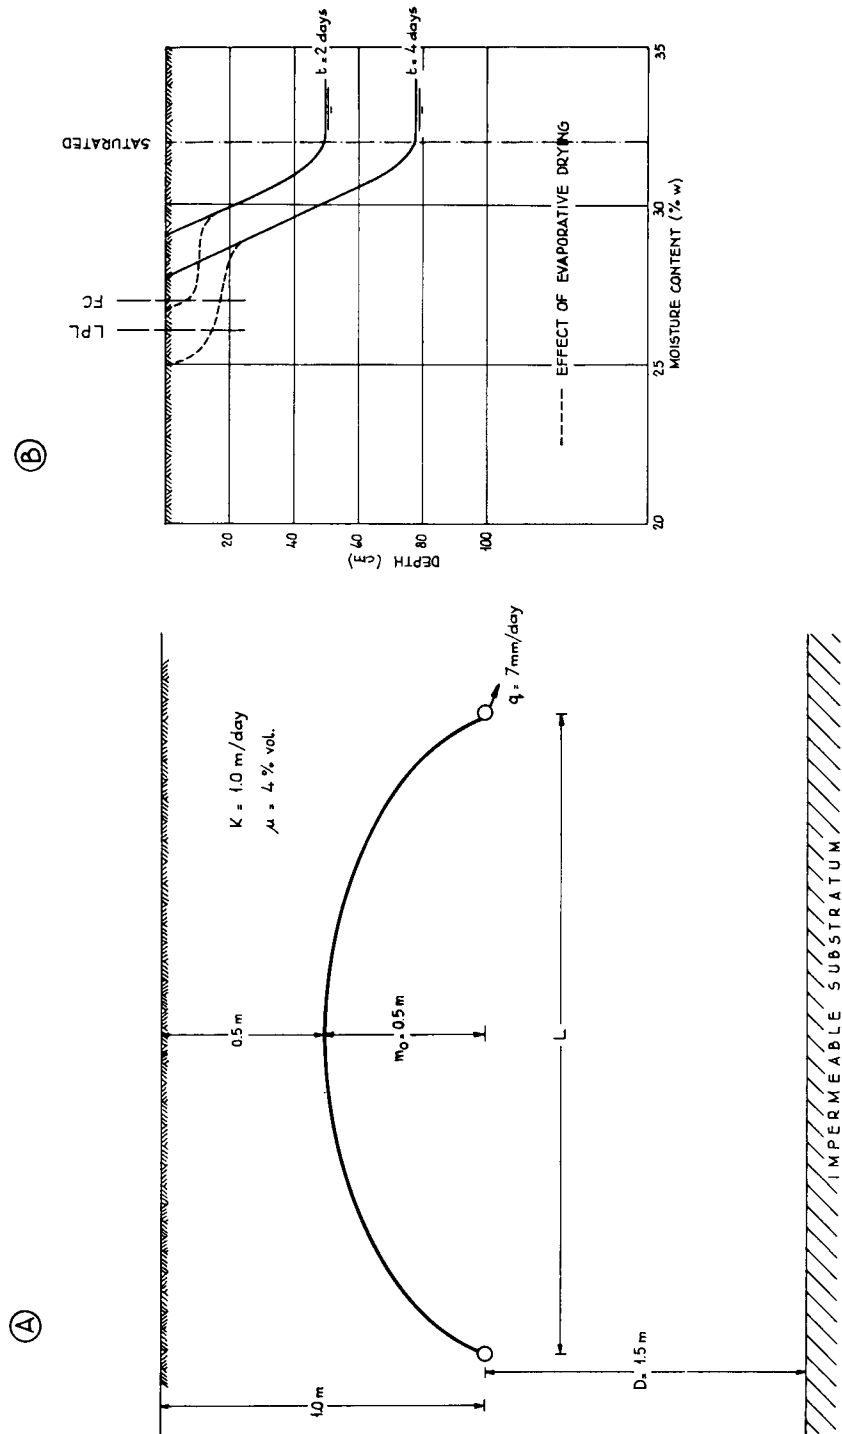 A
1.0 m
0.5 m
m₀ = 0.5 m
K = 1.0 m/day
μ = 4 % vol.
q = 7 mm/day
L
D = 1.5 m
IMPERMEABLE SUBSTRATUM
B
LPL
FC
SATURATED
t = 2 days
t = 4 days
20
40
60
80
100
DEPTH (cm)
20
25
30
35
MOISTURE CONTENT (% w)
----- EFFECT OF EVAPORATIVE DRYING